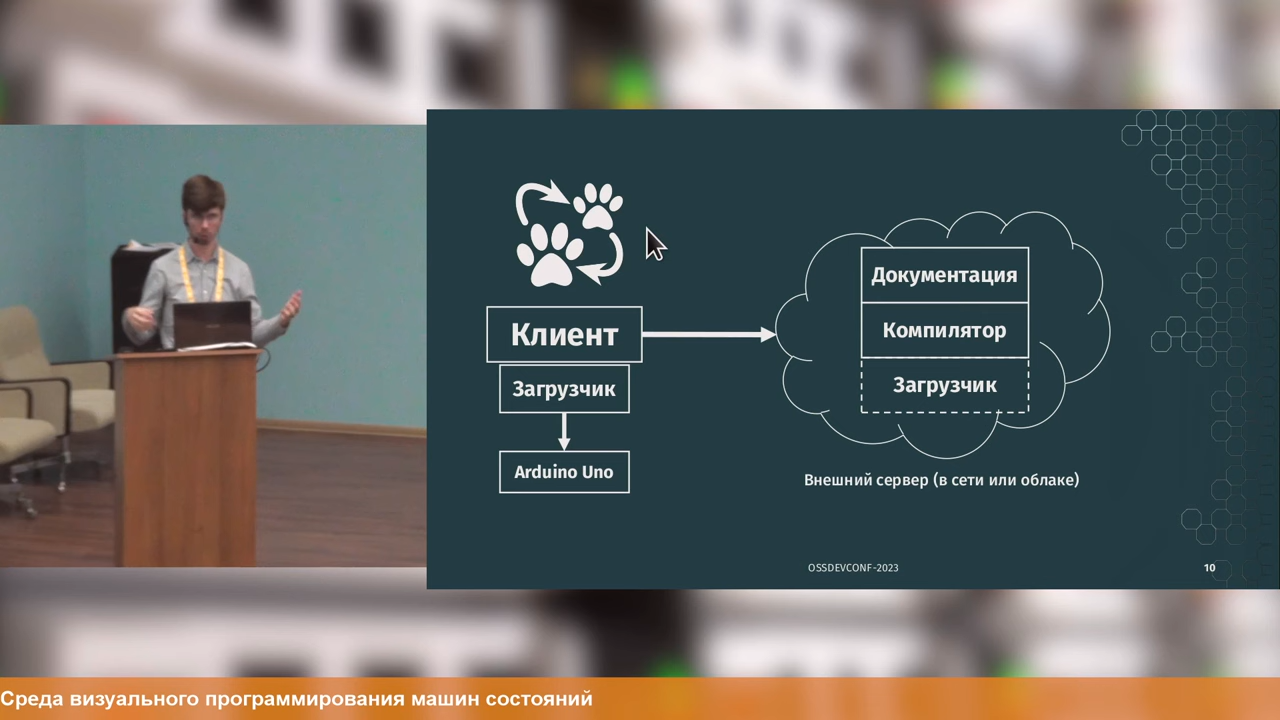 Клиент
Загрузчик
Arduino Uno
Документация
Компилятор
Загрузчик
Внешний сервер (в сети или облаке)
OSSDEVCONF-2023
10
Среда визуального программирования машин состояний